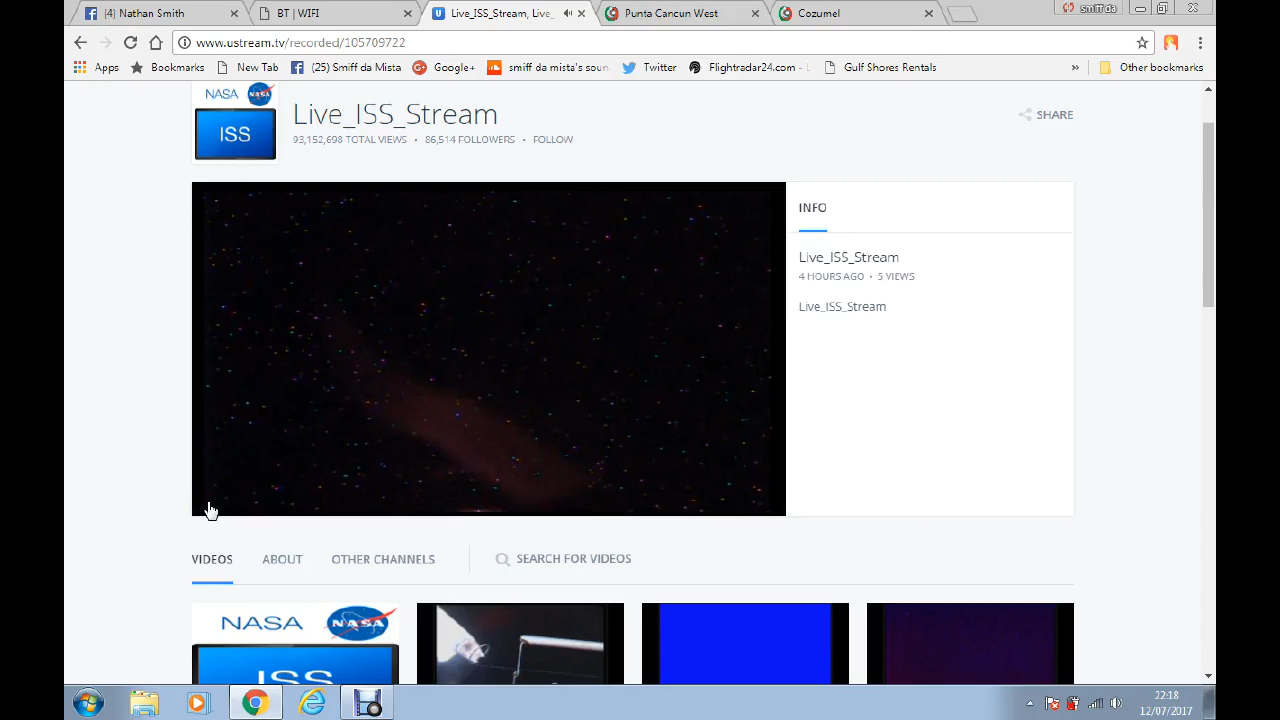 (4) Nathan Smith
BT | WIFI
Live_ISS_Stream, Live_
Punta Cancun West
Cozumel
smiff da
www.ustream.tv/recorded/105709722
Apps
Bookmarks
New Tab
(25) Smiff da Mista
Google+
smiff da mista's soun
Twitter
Flightradar24.com - L
Gulf Shores Rentals
»
Other bookmarks
NASA
ISS
Live_ISS_Stream
93,152,698 TOTAL VIEWS • 86,514 FOLLOWERS • FOLLOW
SHARE
INFO
Live_ISS_Stream
4 HOURS AGO • 5 VIEWS
Live_ISS_Stream
VIDEOS
ABOUT
OTHER CHANNELS
SEARCH FOR VIDEOS
NASA
NASA
ISS
22:18
12/07/2017